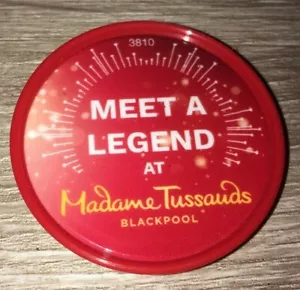 3810
MEET A
LEGEND
AT
Madame Tussauds
BLACKPOOL